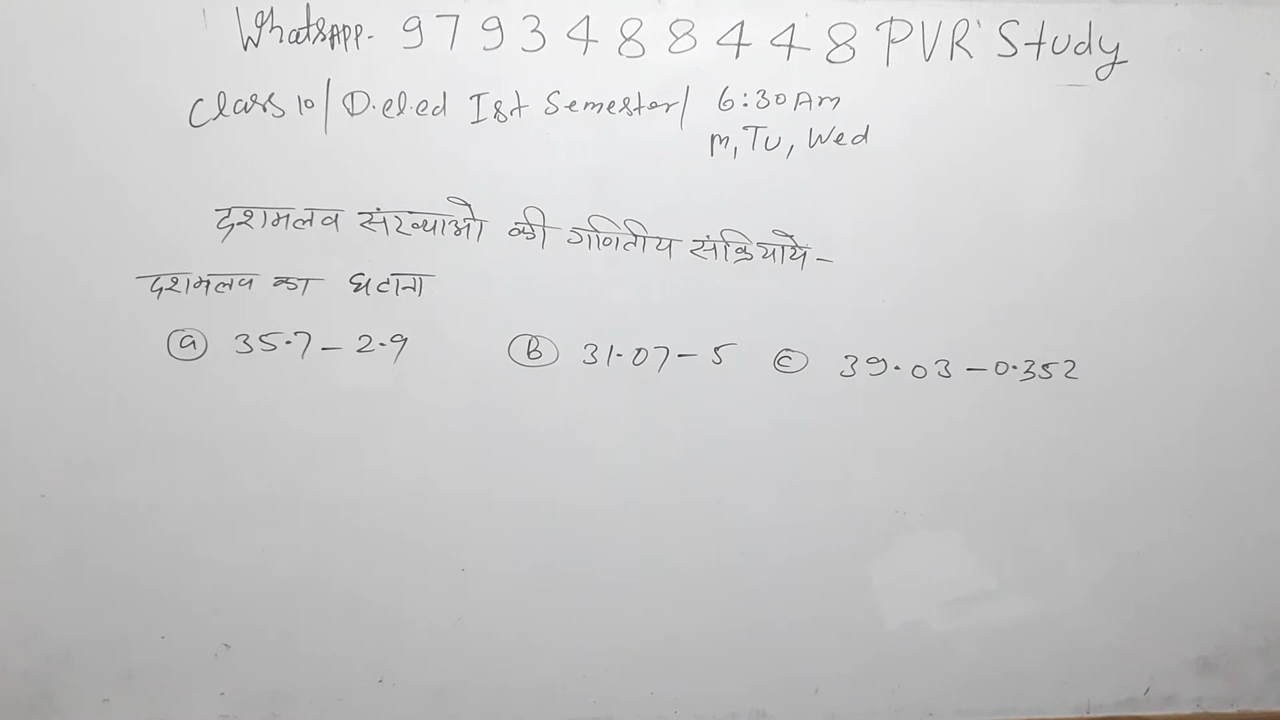 WhatsAPP. 9793488448 PVR Study
Class 10 / D.el.ed Ist Semester / 6:30 Am
M, Tu, Wed
दशमलव संख्याओ की गणितीय संक्रियाये -
दशमलव का घटाना
(a) 35.7 - 2.9 (B) 31.07 - 5 (c) 39.03 - 0.352